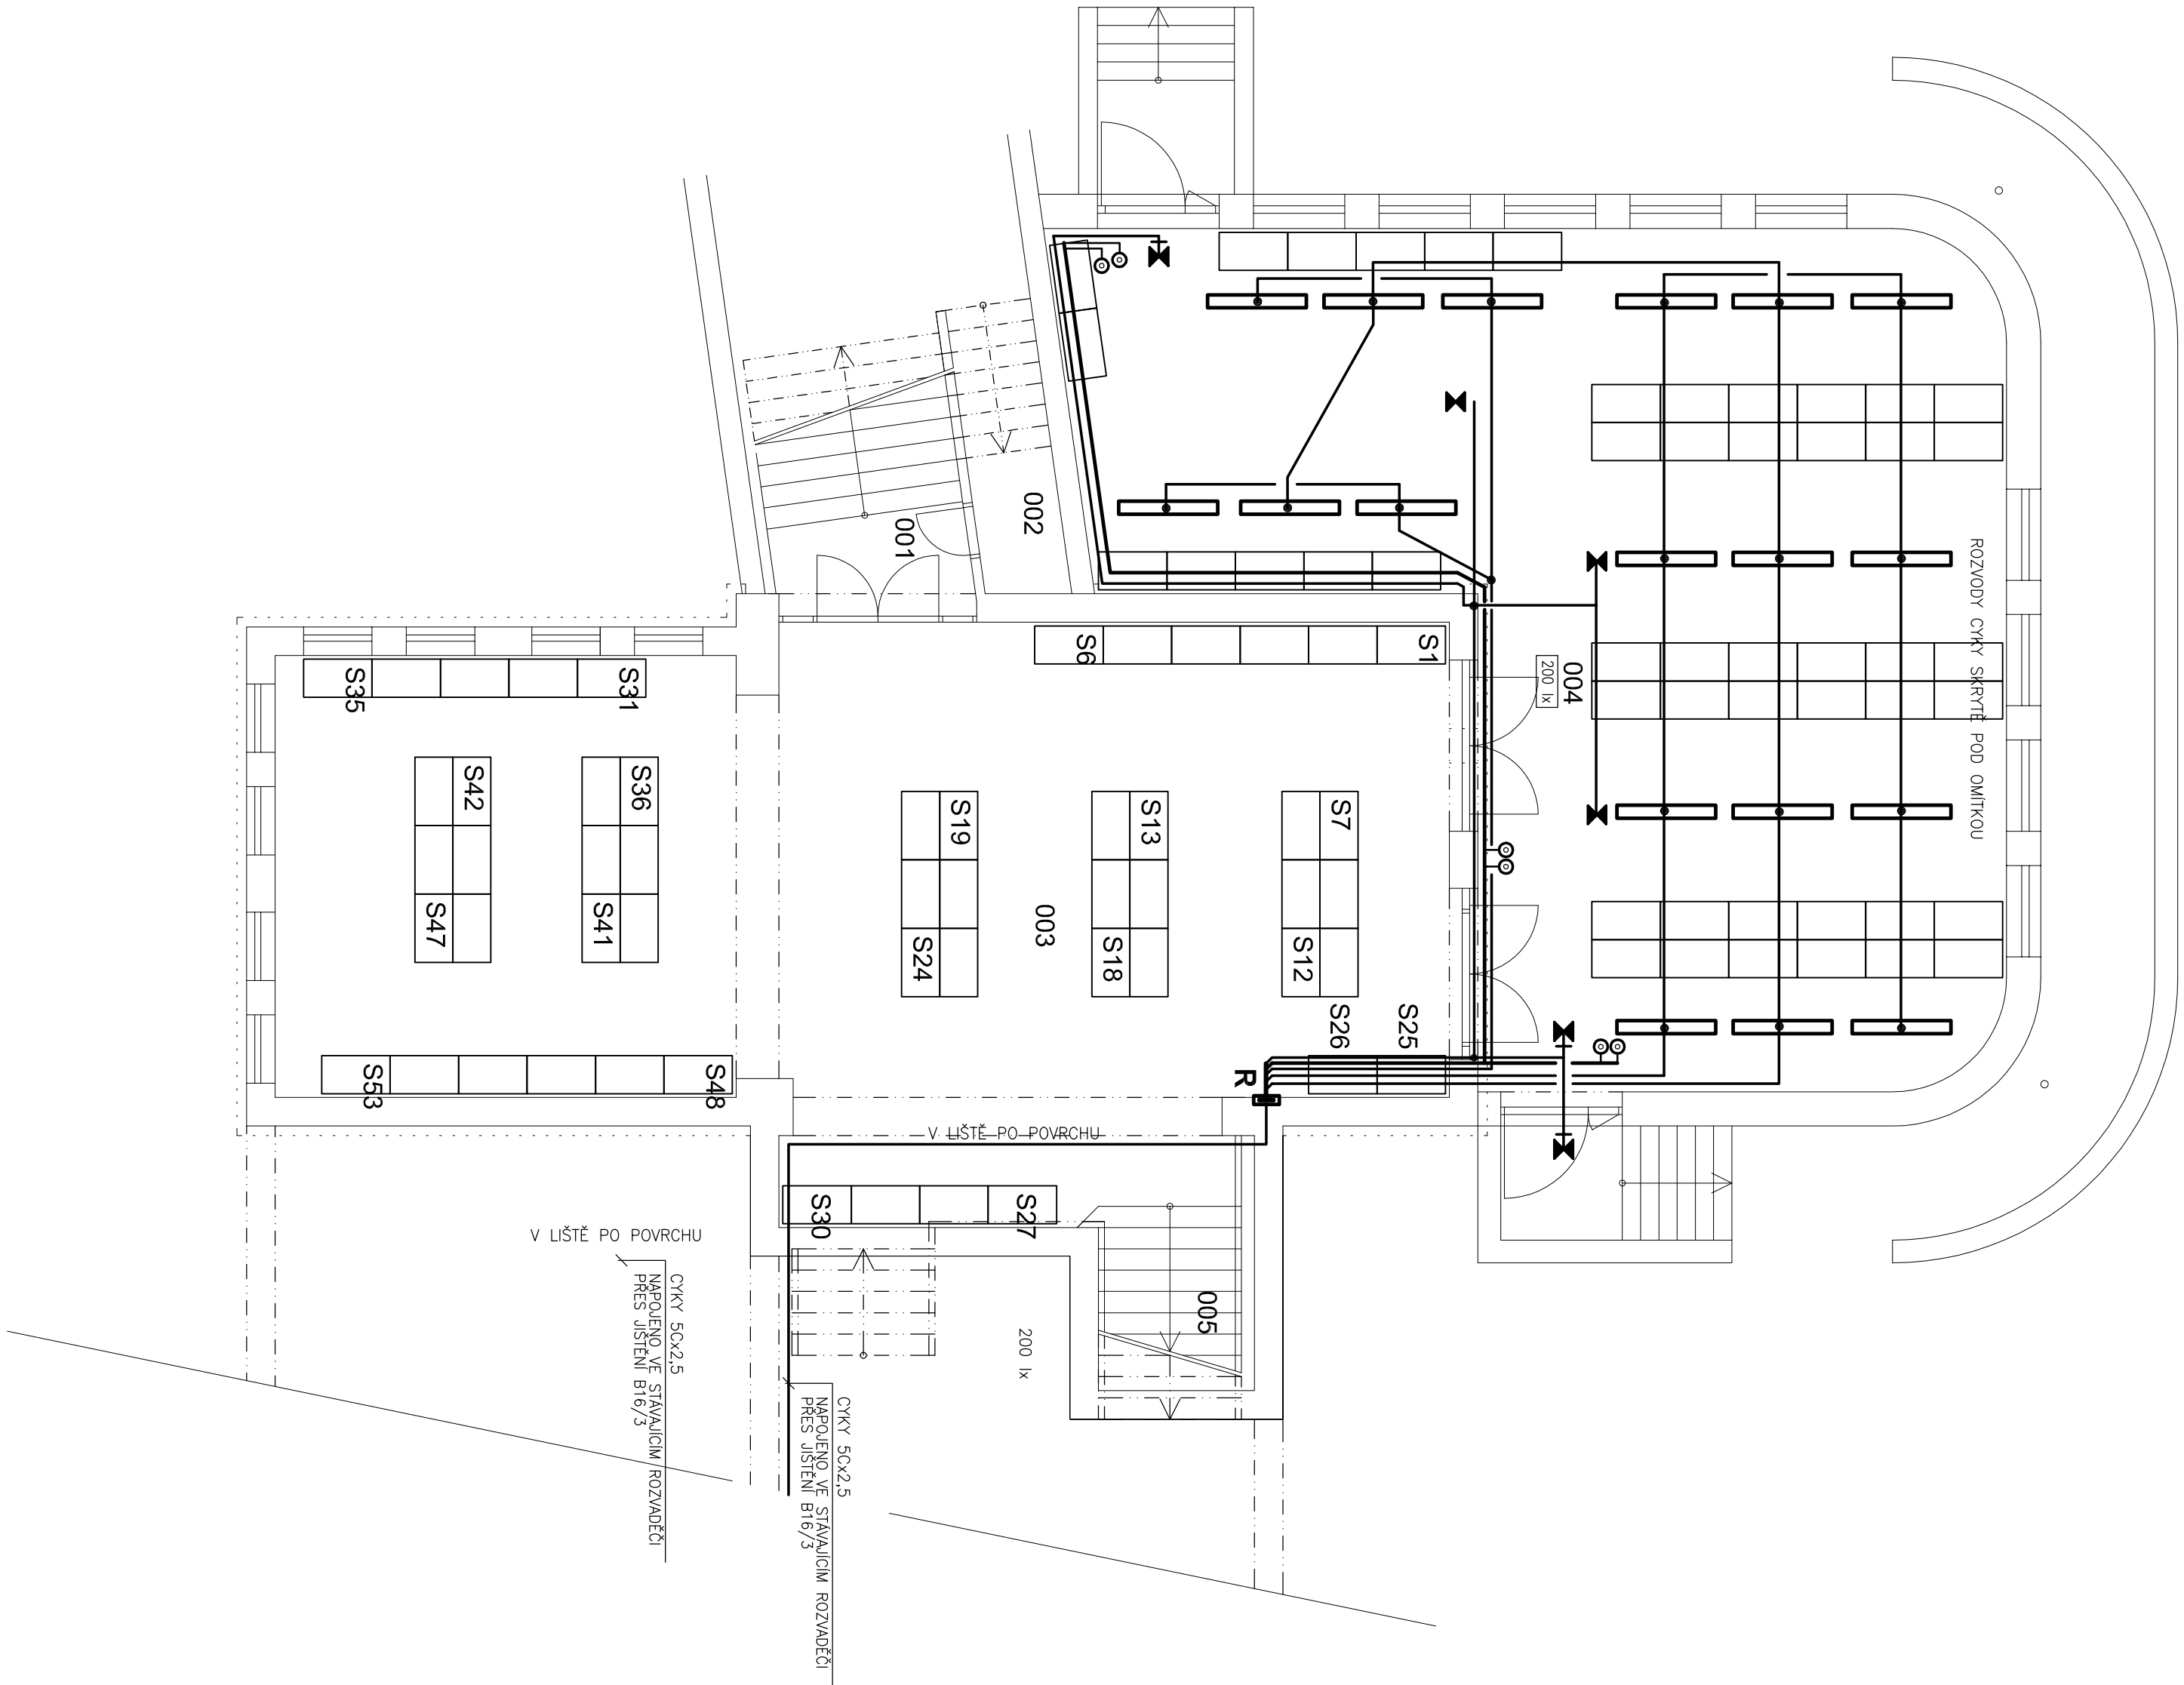 002
001
ROZVODY CYKY SKRYTĚ POD OMÍTKOU
004
200 lx
S6
S1
S35
S31
S42
S36
S47
S41
S19
S13
S7
003
S24
S18
S12
S26
S25
S53
S48
R
V LIŠTĚ PO POVRCHU
S30
S27
V LIŠTĚ PO POVRCHU
005
200 lx
CYKY 5Cx2,5
NAPOJENO VE STÁVAJÍCÍM ROZVADĚČI
PŘES JIŠTĚNÍ B16/3
CYKY 5Cx2,5
NAPOJENO VE STÁVAJÍCÍM ROZVADĚČI
PŘES JIŠTĚNÍ B16/3